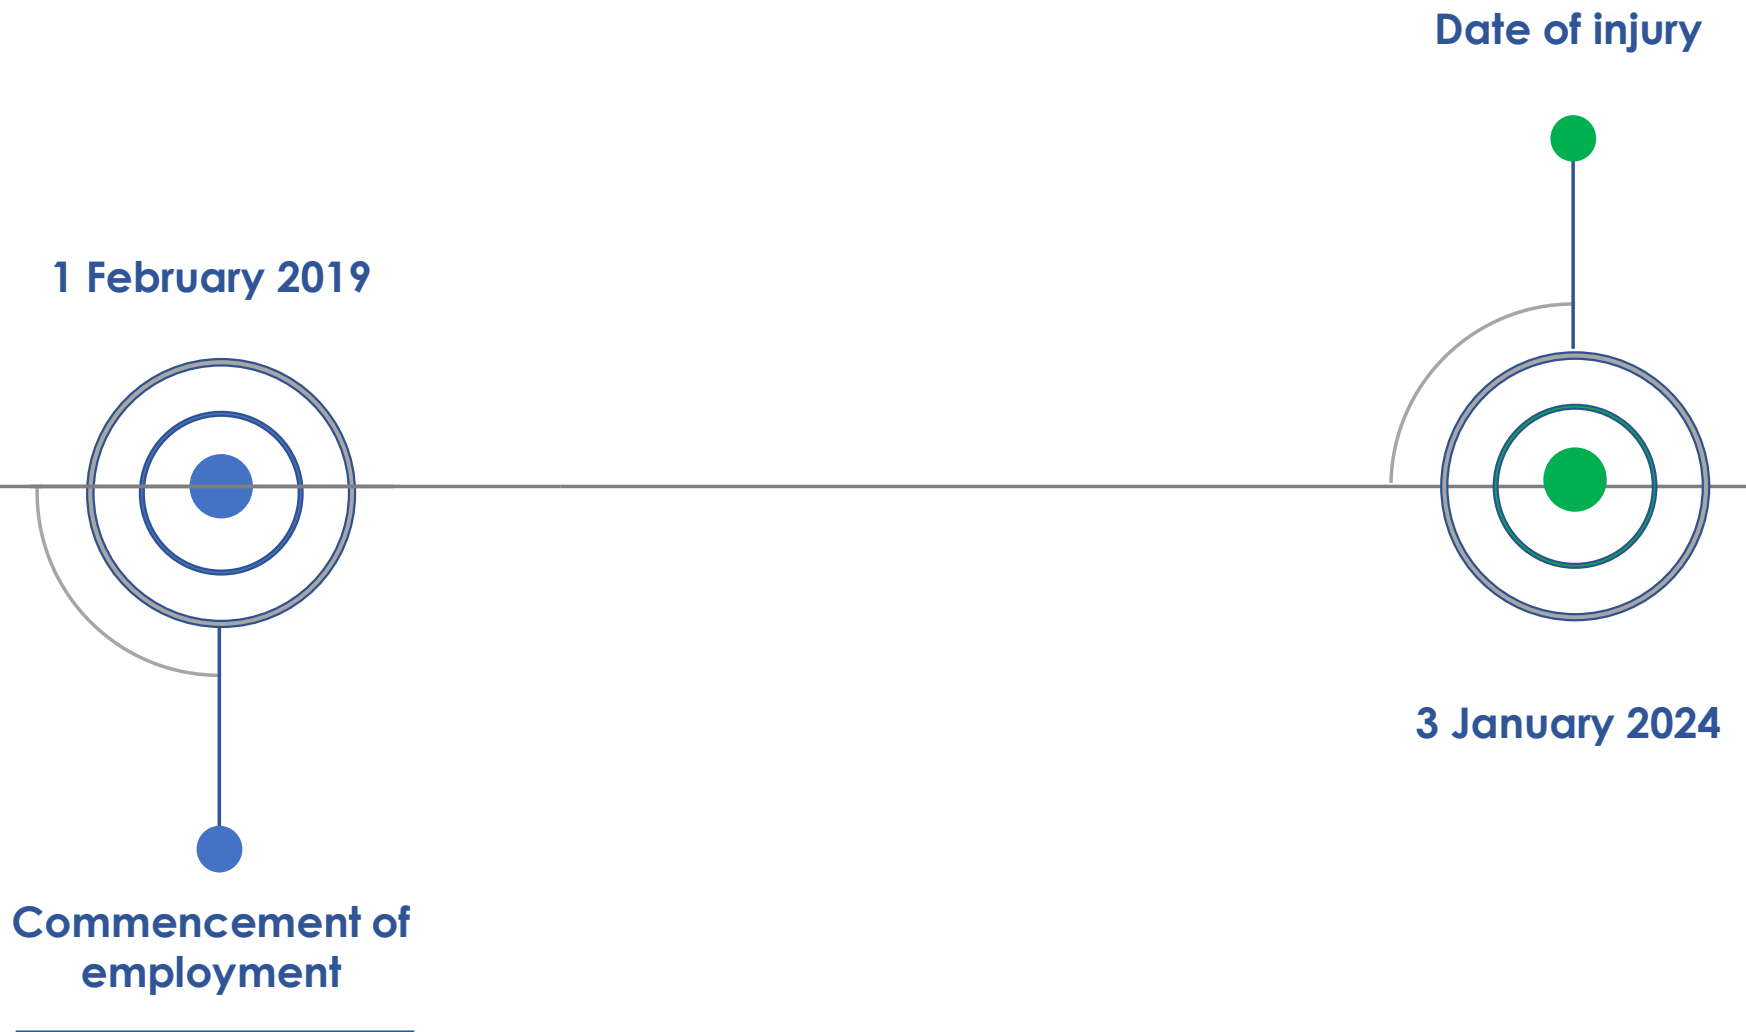 Date of injury
1 February 2019
3 January 2024
Commencement of
employment